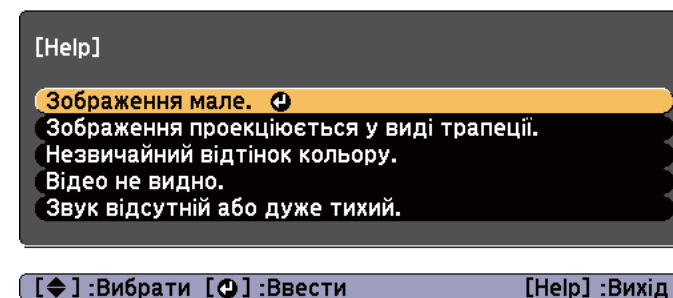 [Help]
Зображення мале.
Зображення проекціюється у виді трапеції.
Незвичайний відтінок кольору.
Відео не видно.
Звук відсутній або дуже тихий.
[◆] :Вибрати [↵] :Ввести [Help] :Вихід